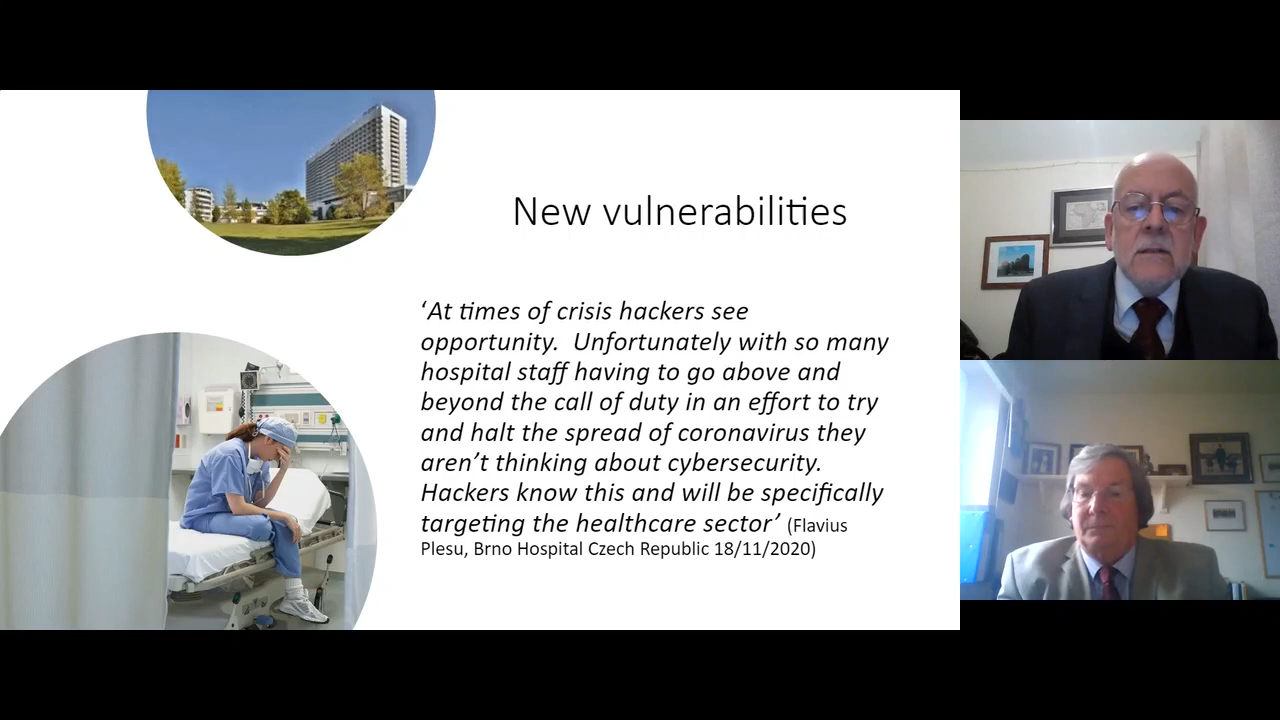 New vulnerabilities
‘At times of crisis hackers see
opportunity.  Unfortunately with so many
hospital staff having to go above and
beyond the call of duty in an effort to try
and halt the spread of coronavirus they
aren’t thinking about cybersecurity.
Hackers know this and will be specifically
targeting the healthcare sector’ (Flavius
Plesu, Brno Hospital Czech Republic 18/11/2020)